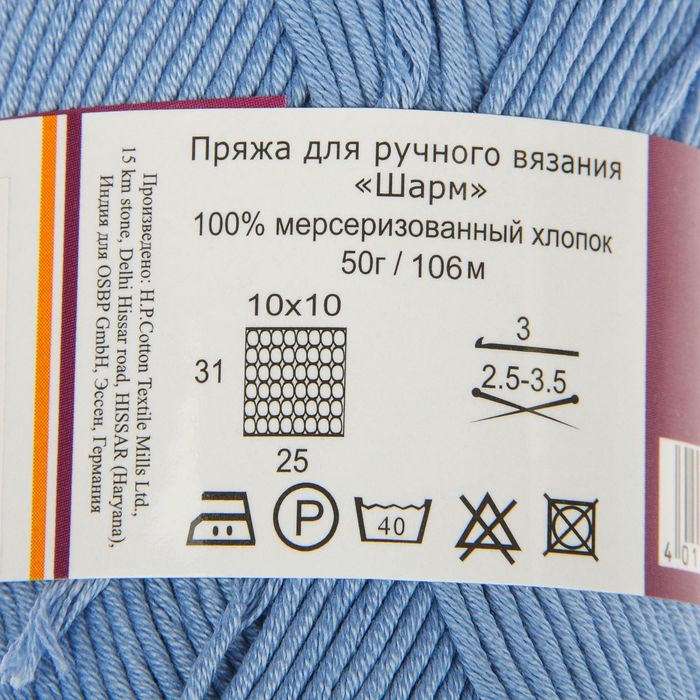 Пряжа для ручного вязания
«Шарм»
100% мерсеризованный хлопок
50г / 106м
10x10
31
25
3
2.5-3.5
P
40
Произведено: H.P.Cotton Textile Mills Ltd.,
15 km stone, Delhi Hissar road, HISSAR (Haryana),
Индия для OSBP GmbH, Эссен, Германия
401